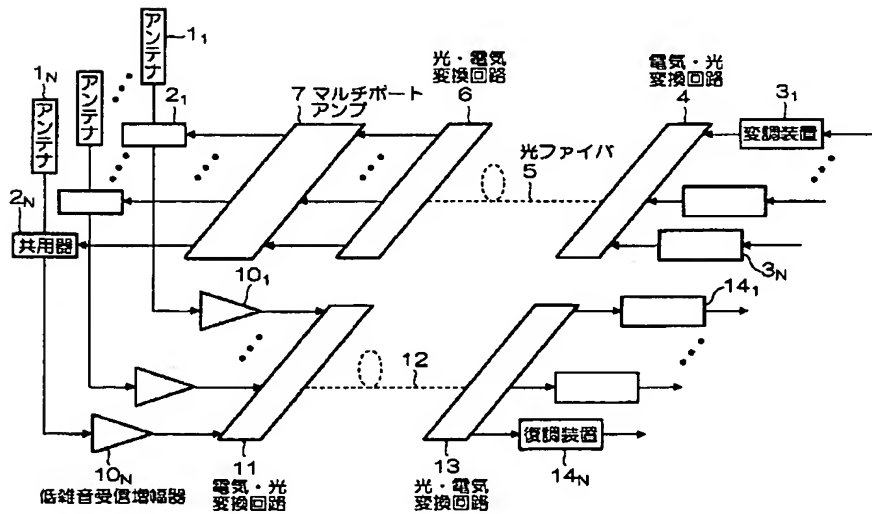 アンテナ
1₁
1N
アンテナ
アンテナ
2₁
7 マルチポート
アンプ
光・電気
変換回路
6
電気・光
変換回路
4
3₁
変調装置
光ファイバ
5
2N
共用器
3N
10₁
14₁
12
10N
低雑音受信増幅器
11
電気・光
変換回路
13
光・電気
変換回路
復調装置
14N